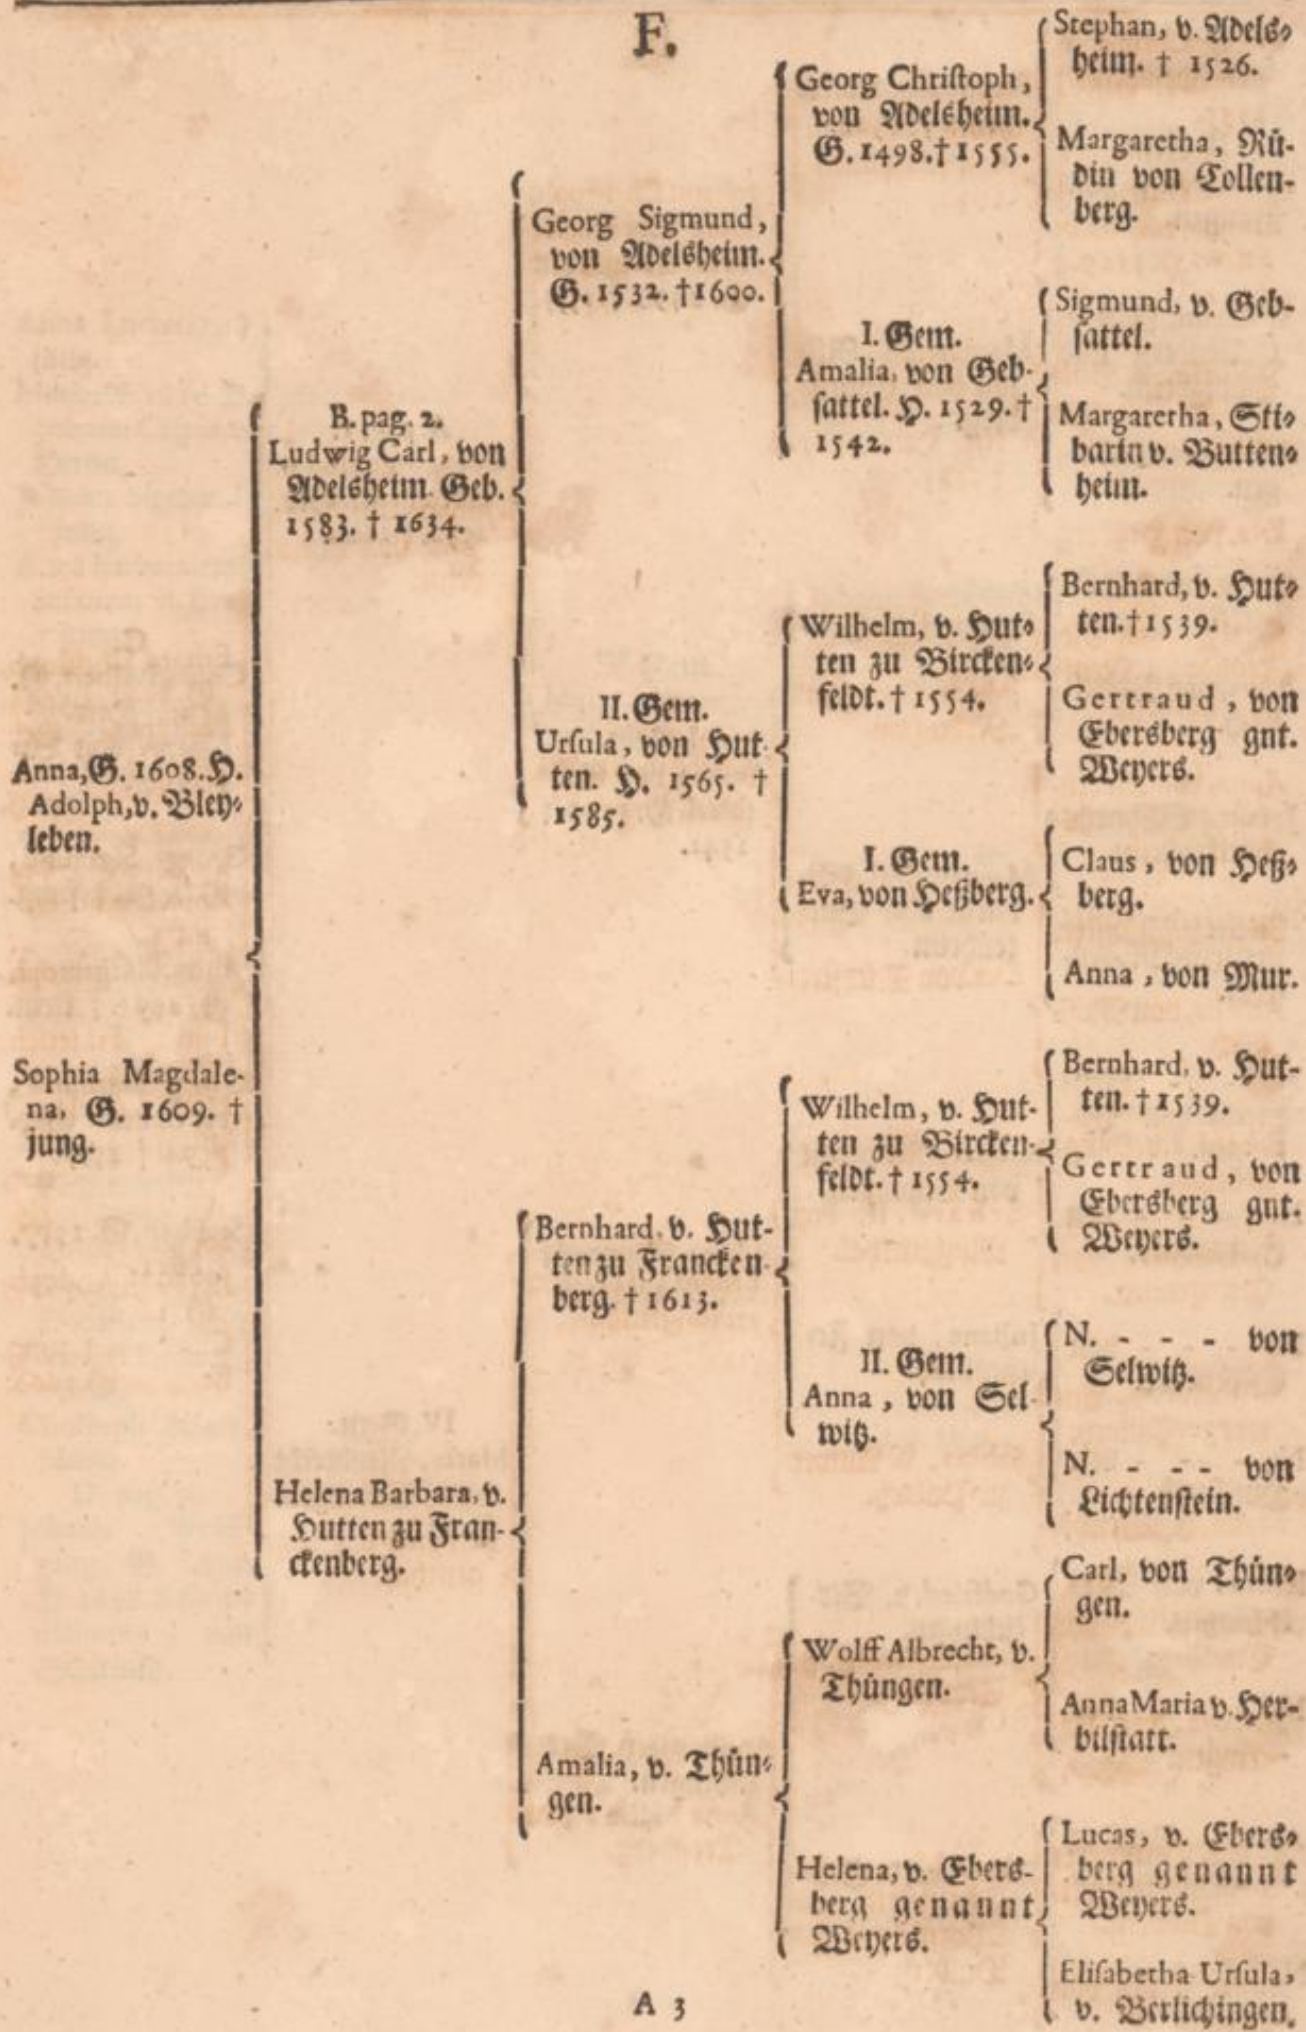 F.
Anna, G. 1608. H.
Adolph, v. Bley-
leben.
Sophia Magdale-
na, G. 1609. †
jung.
B. pag. 2.
Ludwig Carl, von
Adelsheim Geb.
1583. † 1634.
Helena Barbara, v.
Hutten zu Fran-
ckenberg.
Georg Sigmund,
von Adelsheim.
G. 1532. † 1600.
II. Gem.
Urſula, von Hut-
ten. H. 1565. †
1585.
Bernhard, v. Hut-
ten zu Francken-
berg. † 1613.
Amalia, v. Thün-
gen.
Georg Chriſtoph,
von Adelsheim.
G. 1498. † 1555.
I. Gem.
Amalia, von Geb-
ſattel. H. 1529. †
1542.
Wilhelm, v. Hut-
ten zu Bircken-
feldt. † 1554.
I. Gem.
Eva, von Heßberg.
Wilhelm, v. Hut-
ten zu Bircken-
feldt. † 1554.
II. Gem.
Anna, von Sel-
witz.
Wolff Albrecht, v.
Thüngen.
Helena, v. Ebers-
berg genannt
Weyers.
Stephan, v. Adels-
heim. † 1526.
Margaretha, Rü-
din von Collen-
berg.
Sigmund, v. Geb-
ſattel.
Margaretha, Sti-
barin v. Butten-
heim.
Bernhard, v. Hut-
ten. † 1539.
Gertraud, von
Ebersberg gnt.
Weyers.
Claus, von Heß-
berg.
Anna, von Mur.
Bernhard, v. Hut-
ten. † 1539.
Gertraud, von
Ebersberg gnt.
Weyers.
N. - - - von
Selwitz.
N. - - - von
Lichtenſtein.
Carl, von Thün-
gen.
Anna Maria v. Her-
bilſtatt.
Lucas, v. Ebers-
berg genannt
Weyers.
Eliſabetha Urſula,
v. Berlichingen.
A 3